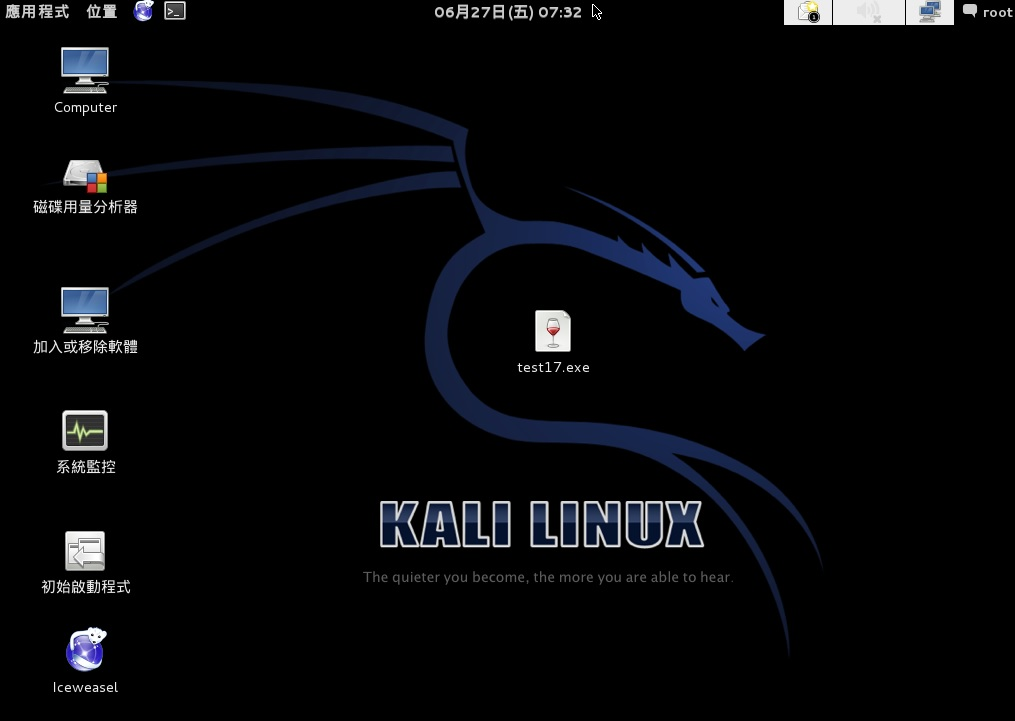 應用程式 位置 06月27日(五) 07:32 root
Computer
磁碟用量分析器
加入或移除軟體
test17.exe
系統監控
KALI LINUX
The quieter you become, the more you are able to hear.
初始啟動程式
Iceweasel